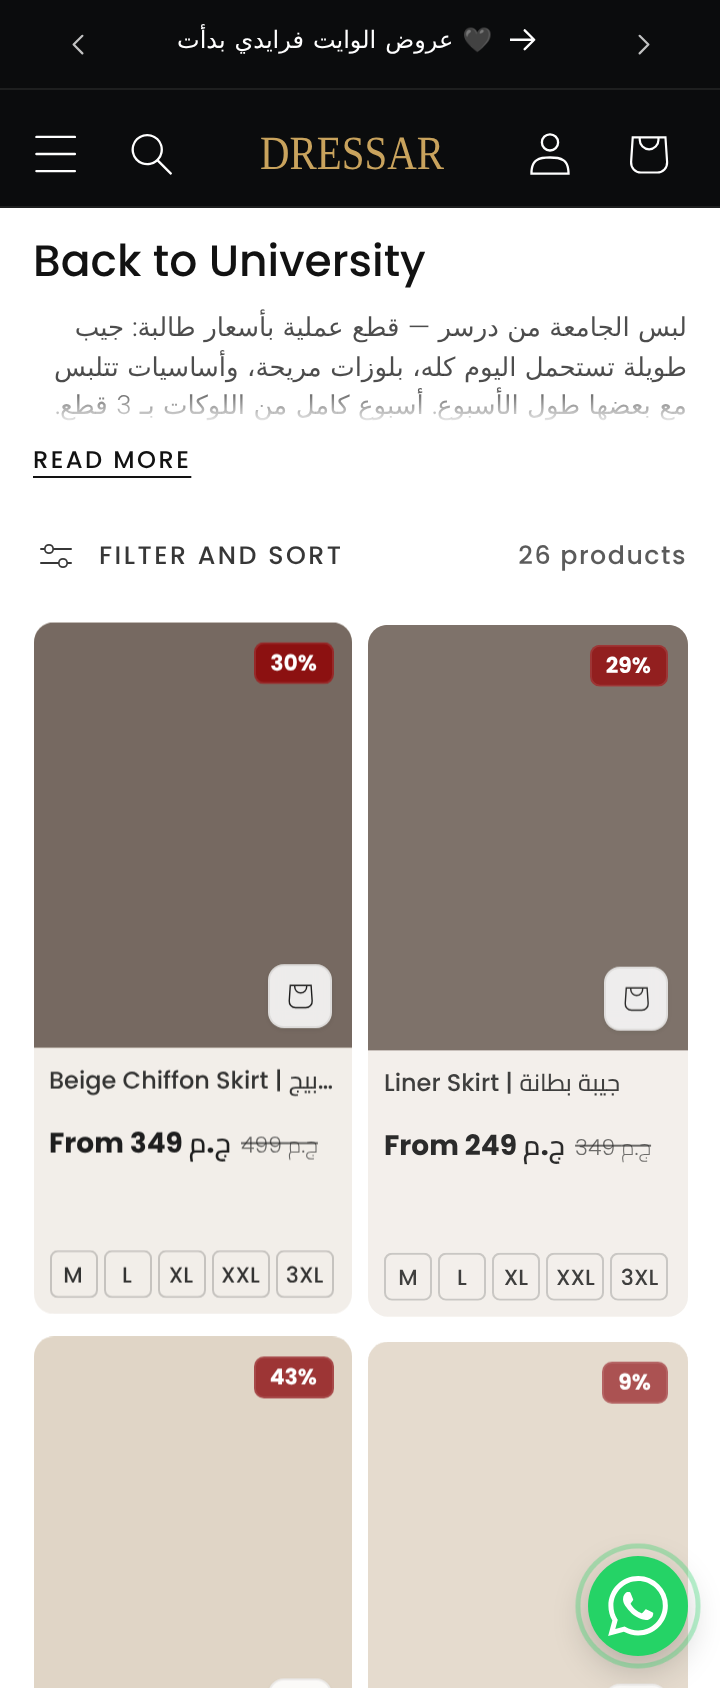 عروض الوايت فرايدي بدأت 🖤 →
DRESSAR
Back to University
لبس الجامعة من درسر — قطع عملية بأسعار طالبة: جيب
طويلة تستحمل اليوم كله، بلوزات مريحة، وأساسيات تتلبس
مع بعضها طول الأسبوع. أسبوع كامل من اللوكات بـ 3 قطع.
READ MORE
FILTER AND SORT
26 products
30%
29%
Beige Chiffon Skirt | بيج...
From 349 ج.م 499 ج.م
M L XL XXL 3XL
Liner Skirt | جيبة بطانة
From 249 ج.م 349 ج.م
M L XL XXL 3XL
43%
9%